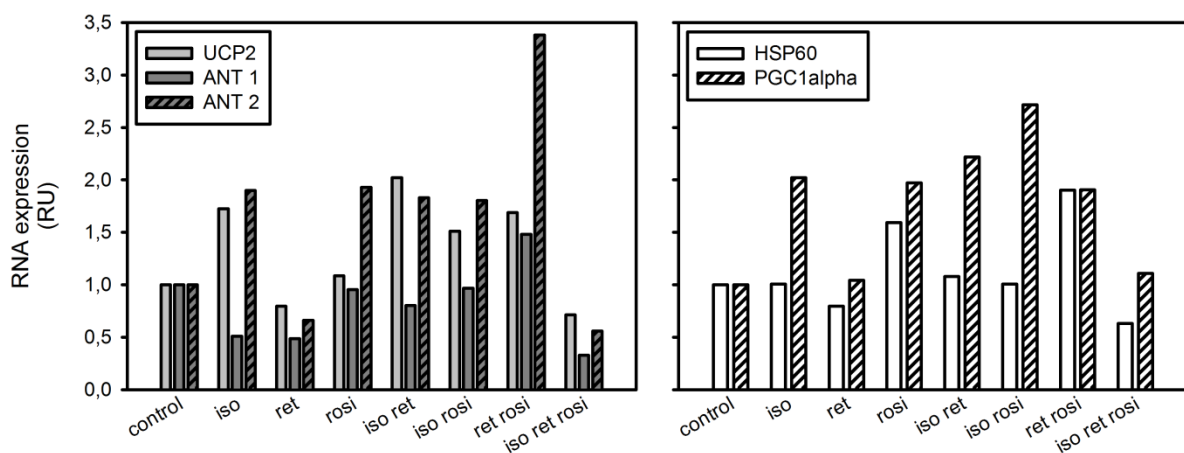 RNA expression
(RU)
3,5
3,0
2,5
2,0
1,5
1,0
0,5
0,0
UCP2
ANT 1
ANT 2
control
iso
ret
rosi
iso ret
iso rosi
ret rosi
iso ret rosi
HSP60
PGC1alpha
control
iso
ret
rosi
iso ret
iso rosi
ret rosi
iso ret rosi